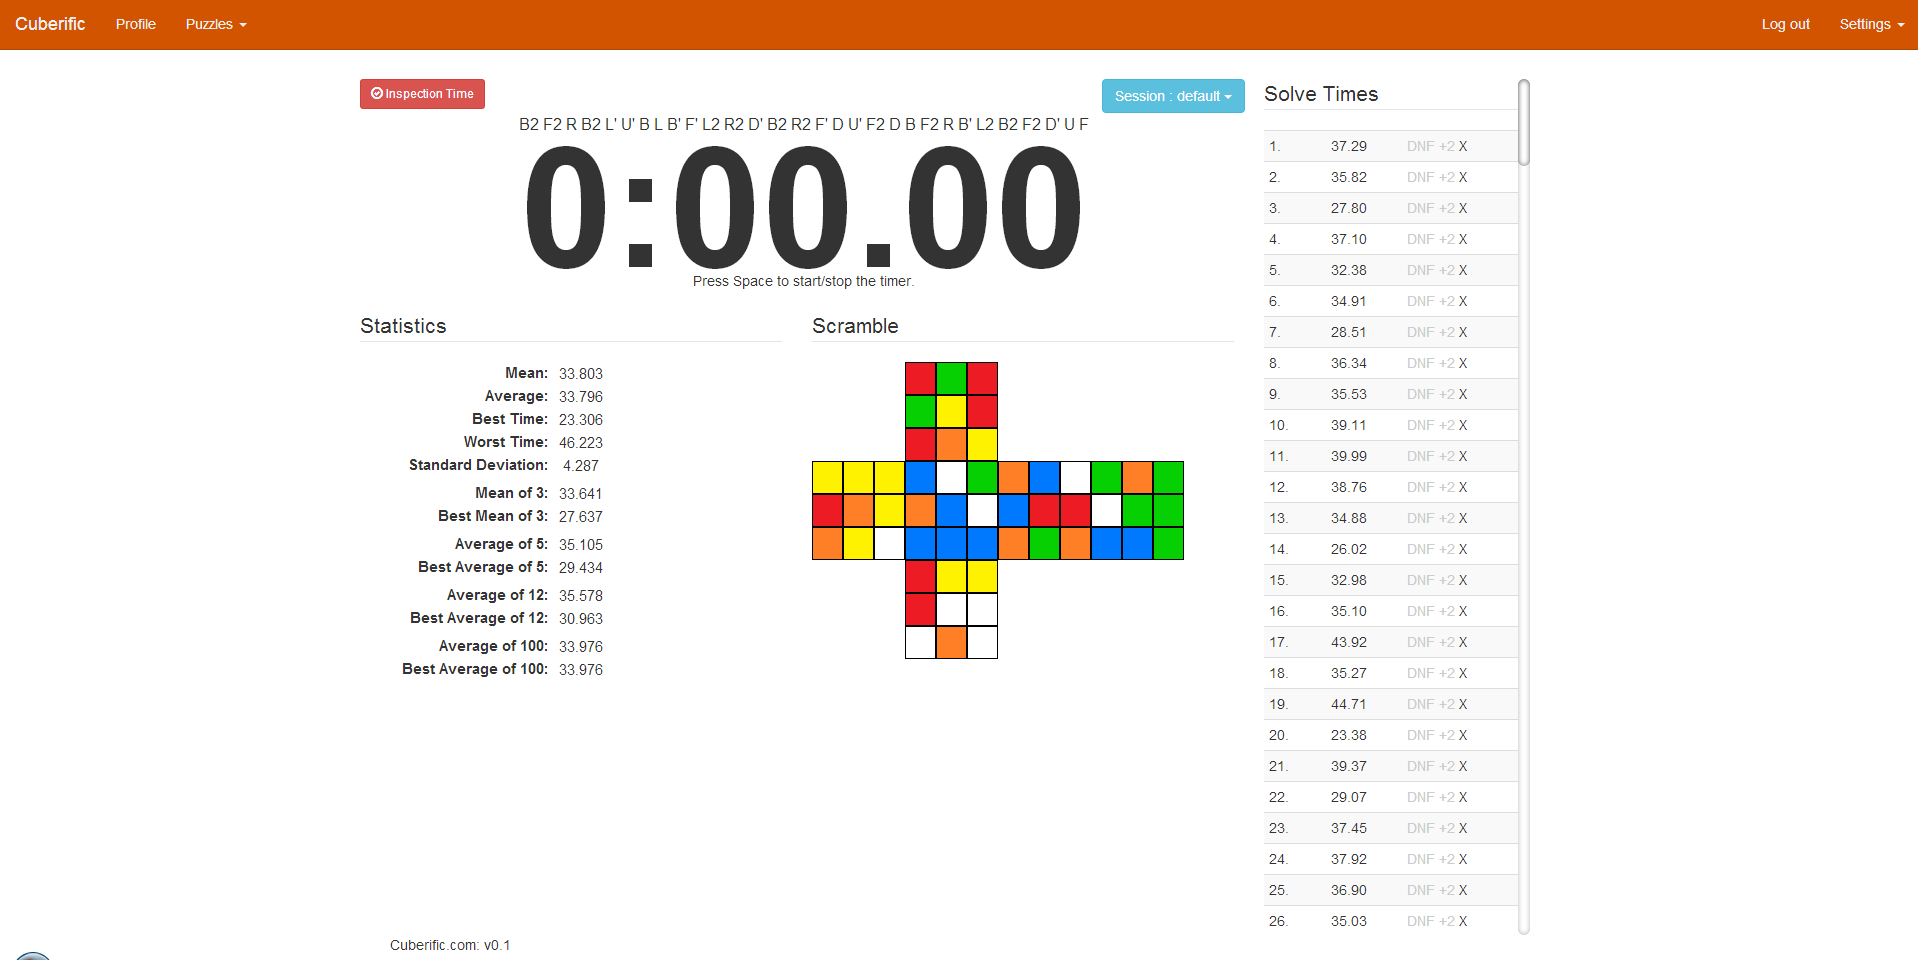 Cuberific Profile Puzzles Log out Settings
Inspection Time
Session : default
B2 F2 R B2 L' U' B L B' F' L2 R2 D' B2 R2 F' D U' F2 D B F2 R B' L2 B2 F2 D' U F
0:00.00
Press Space to start/stop the timer.
Statistics
Mean: 33.803
Average: 33.796
Best Time: 23.306
Worst Time: 46.223
Standard Deviation: 4.287
Mean of 3: 33.641
Best Mean of 3: 27.637
Average of 5: 35.105
Best Average of 5: 29.434
Average of 12: 35.578
Best Average of 12: 30.963
Average of 100: 33.976
Best Average of 100: 33.976
Scramble
Solve Times
1. 37.29 DNF +2 X
2. 35.82 DNF +2 X
3. 27.80 DNF +2 X
4. 37.10 DNF +2 X
5. 32.38 DNF +2 X
6. 34.91 DNF +2 X
7. 28.51 DNF +2 X
8. 36.34 DNF +2 X
9. 35.53 DNF +2 X
10. 39.11 DNF +2 X
11. 39.99 DNF +2 X
12. 38.76 DNF +2 X
13. 34.88 DNF +2 X
14. 26.02 DNF +2 X
15. 32.98 DNF +2 X
16. 35.10 DNF +2 X
17. 43.92 DNF +2 X
18. 35.27 DNF +2 X
19. 44.71 DNF +2 X
20. 23.38 DNF +2 X
21. 39.37 DNF +2 X
22. 29.07 DNF +2 X
23. 37.45 DNF +2 X
24. 37.92 DNF +2 X
25. 36.90 DNF +2 X
26. 35.03 DNF +2 X
Cuberific.com: v0.1